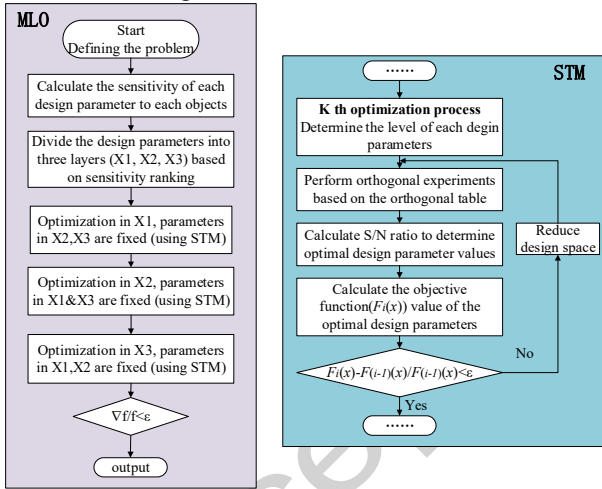 MLO
Start
Defining the problem
Calculate the sensitivity of each
design parameter to each objects
Divide the design parameters into
three layers (X1, X2, X3) based
on sensitivity ranking
Optimization in X1, parameters
in X2,X3 are fixed (using STM)
Optimization in X2, parameters
in X1&X3 are fixed (using STM)
Optimization in X3, parameters
in X1,X2 are fixed (using STM)
∇f/f<ε
output
STM
......
K th optimization process
Determine the level of each degin
parameters
Perform orthogonal experiments
based on the orthogonal table
Calculate S/N ratio to determine
optimal design parameter values
Reduce
design space
Calculate the objective
function(Fi(x)) value of the
optimal design parameters
No
Fi(x)-F(i-1)(x)/F(i-1)(x)<ε
Yes
......